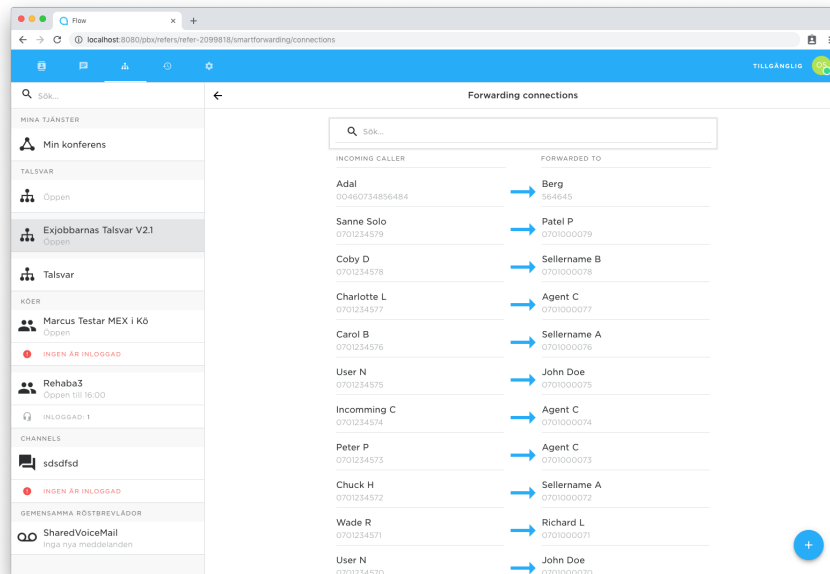 Flow
localhost:8080/pbx/refers/refer-2099818/smartforwarding/connections
TILLGÄNGLIG
OS
Sök...
Forwarding connections
MINA TJÄNSTER
Min konferens
TALSVAR
Öppen
Exjobbarnas Talsvar V2.1
Öppen
Talsvar
KÖER
Marcus Testar MEX i Kö
Öppen
INGEN ÄR INLOGGAD
Rehaba3
Öppen till 16:00
INLOGGAD: 1
CHANNELS
sdsdfsd
INGEN ÄR INLOGGAD
GEMENSAMMA RÖSTBREVLÅDOR
SharedVoiceMail
Inga nya meddelanden
Sök...
INCOMING CALLER FORWARDED TO
Adal Berg
00460734856484 564645
Sanne Solo Patel P
0701234579 0701000079
Coby D Sellername B
0701234578 0701000078
Charlotte L Agent C
0701234577 0701000077
Carol B Sellername A
0701234576 0701000076
User N John Doe
0701234575 0701000075
Incomming C Agent C
0701234574 0701000074
Peter P Agent C
0701234573 0701000073
Chuck H Sellername A
0701234572 0701000072
Wade R Richard L
0701234571 0701000071
User N John Doe
0701234570 0701000070